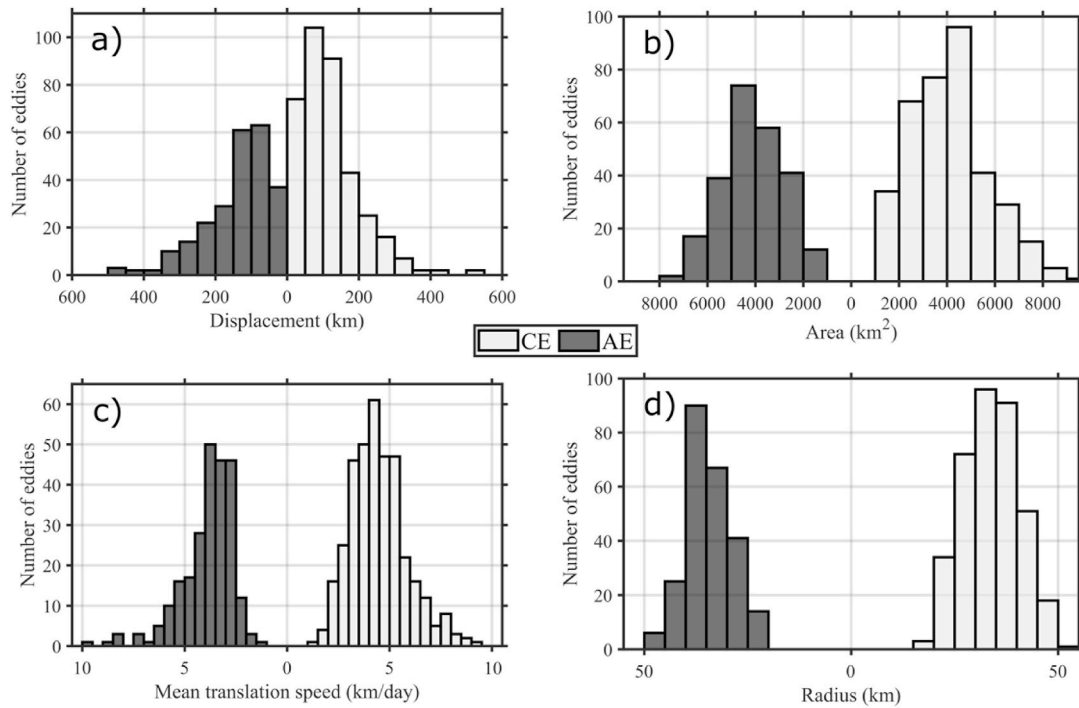 a)
Number of eddies
100
80
60
40
20
0
600 400 200 0 200 400 600
Displacement (km)
b)
Number of eddies
100
80
60
40
20
0
8000 6000 4000 2000 0 2000 4000 6000 8000
Area (km²)
CE AE
c)
Number of eddies
60
50
40
30
20
10
0
10 5 0 5 10
Mean translation speed (km/day)
d)
Number of eddies
100
80
60
40
20
0
50 0 50
Radius (km)